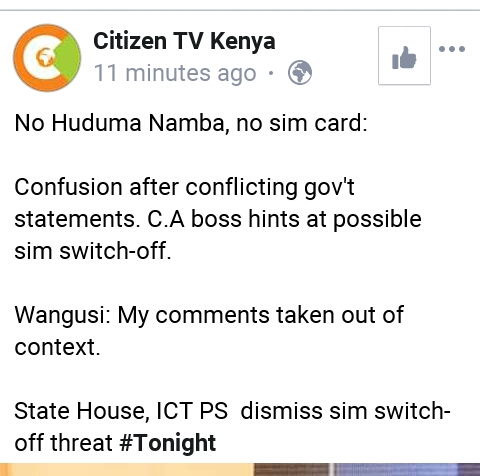 Citizen TV Kenya
11 minutes ago ·
No Huduma Namba, no sim card:
Confusion after conflicting gov't
statements. C.A boss hints at possible
sim switch-off.
Wangusi: My comments taken out of
context.
State House, ICT PS  dismiss sim switch-
off threat #Tonight